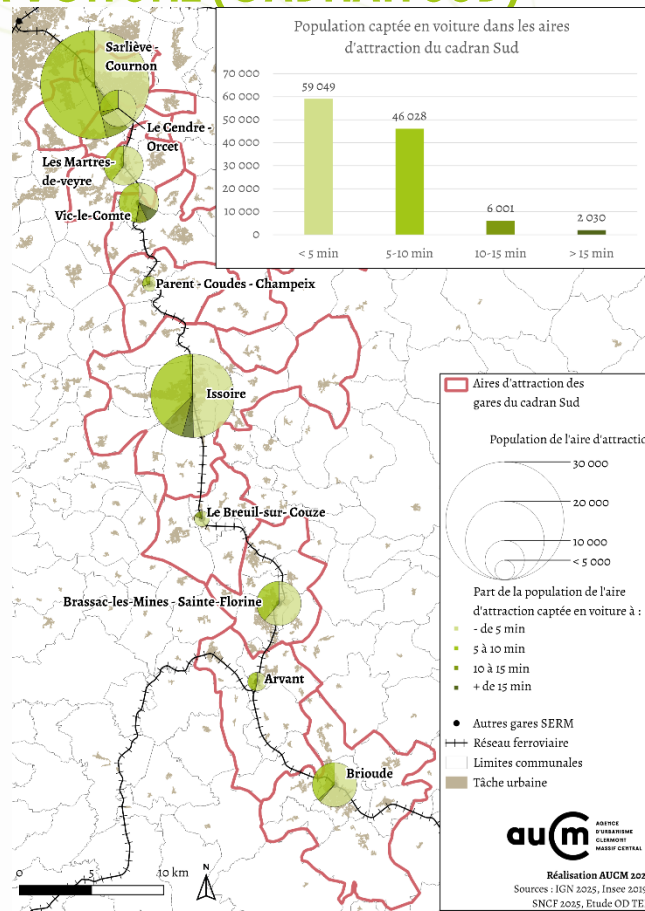 (CADRAN SUD)
Population captée en voiture dans les aires
d'attraction du cadran Sud
70 000
60 000
50 000
40 000
30 000
20 000
10 000
0
59 049
46 028
6 001
2 030
< 5 min
5-10 min
10-15 min
> 15 min
Sarliève -
Cournon
Le Cendre -
Orcet
Les Martres-
de-veyre
Vic-le-Comte
Parent - Coudes - Champeix
Issoire
Le Breuil-sur- Couze
Brassac-les-Mines - Sainte-Florine
Arvant
Brioude
Aires d'attraction des
gares du cadran Sud
Population de l'aire d'attractio
30 000
20 000
10 000
< 5 000
Part de la population de l'aire
d'attraction captée en voiture à :
- de 5 min
5 à 10 min
10 à 15 min
+ de 15 min
Autres gares SERM
Réseau ferroviaire
Limites communales
Tâche urbaine
aucm
AGENCE
D'URBANISME
CLERMONT
MASSIF CENTRAL
Réalisation AUCM 202
Sources : IGN 2025, Insee 2019
SNCF 2025, Etude OD TE
0
5
10 km
N